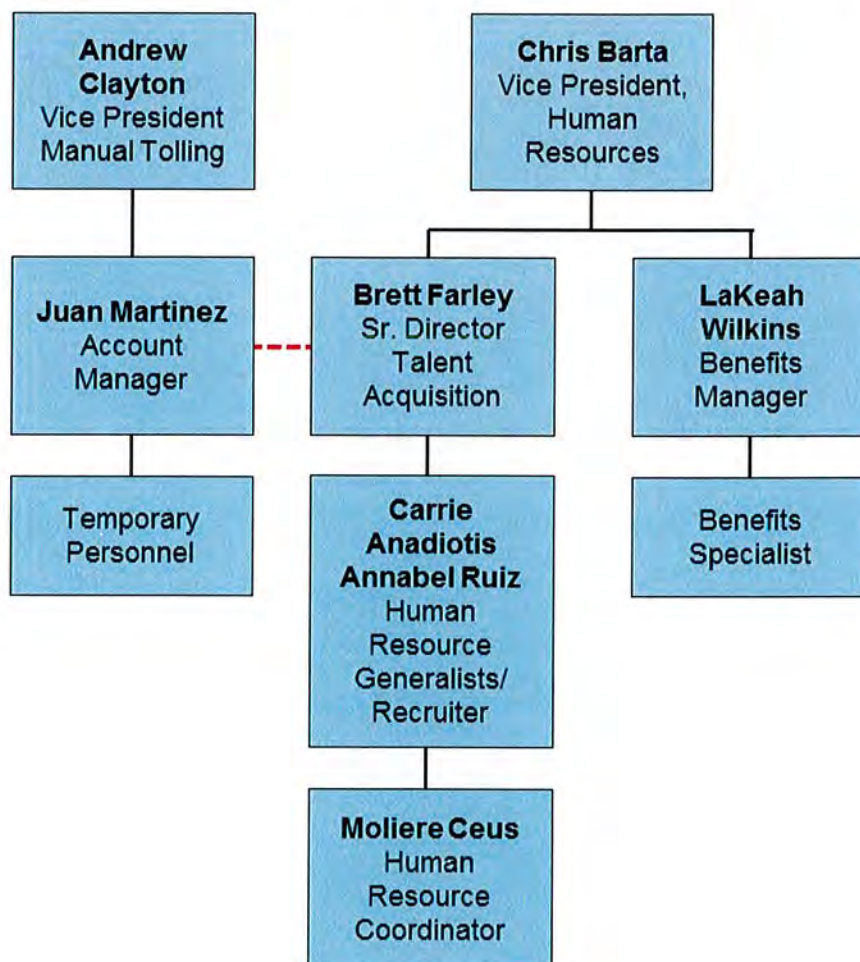 Andrew
Clayton
Vice President
Manual Tolling
Chris Barta
Vice President,
Human
Resources
Juan Martinez
Account
Manager
Brett Farley
Sr. Director
Talent
Acquisition
LaKeah
Wilkins
Benefits
Manager
Temporary
Personnel
Carrie
Anadiotis
Annabel Ruiz
Human
Resource
Generalists/
Recruiter
Benefits
Specialist
Moliere Ceus
Human
Resource
Coordinator